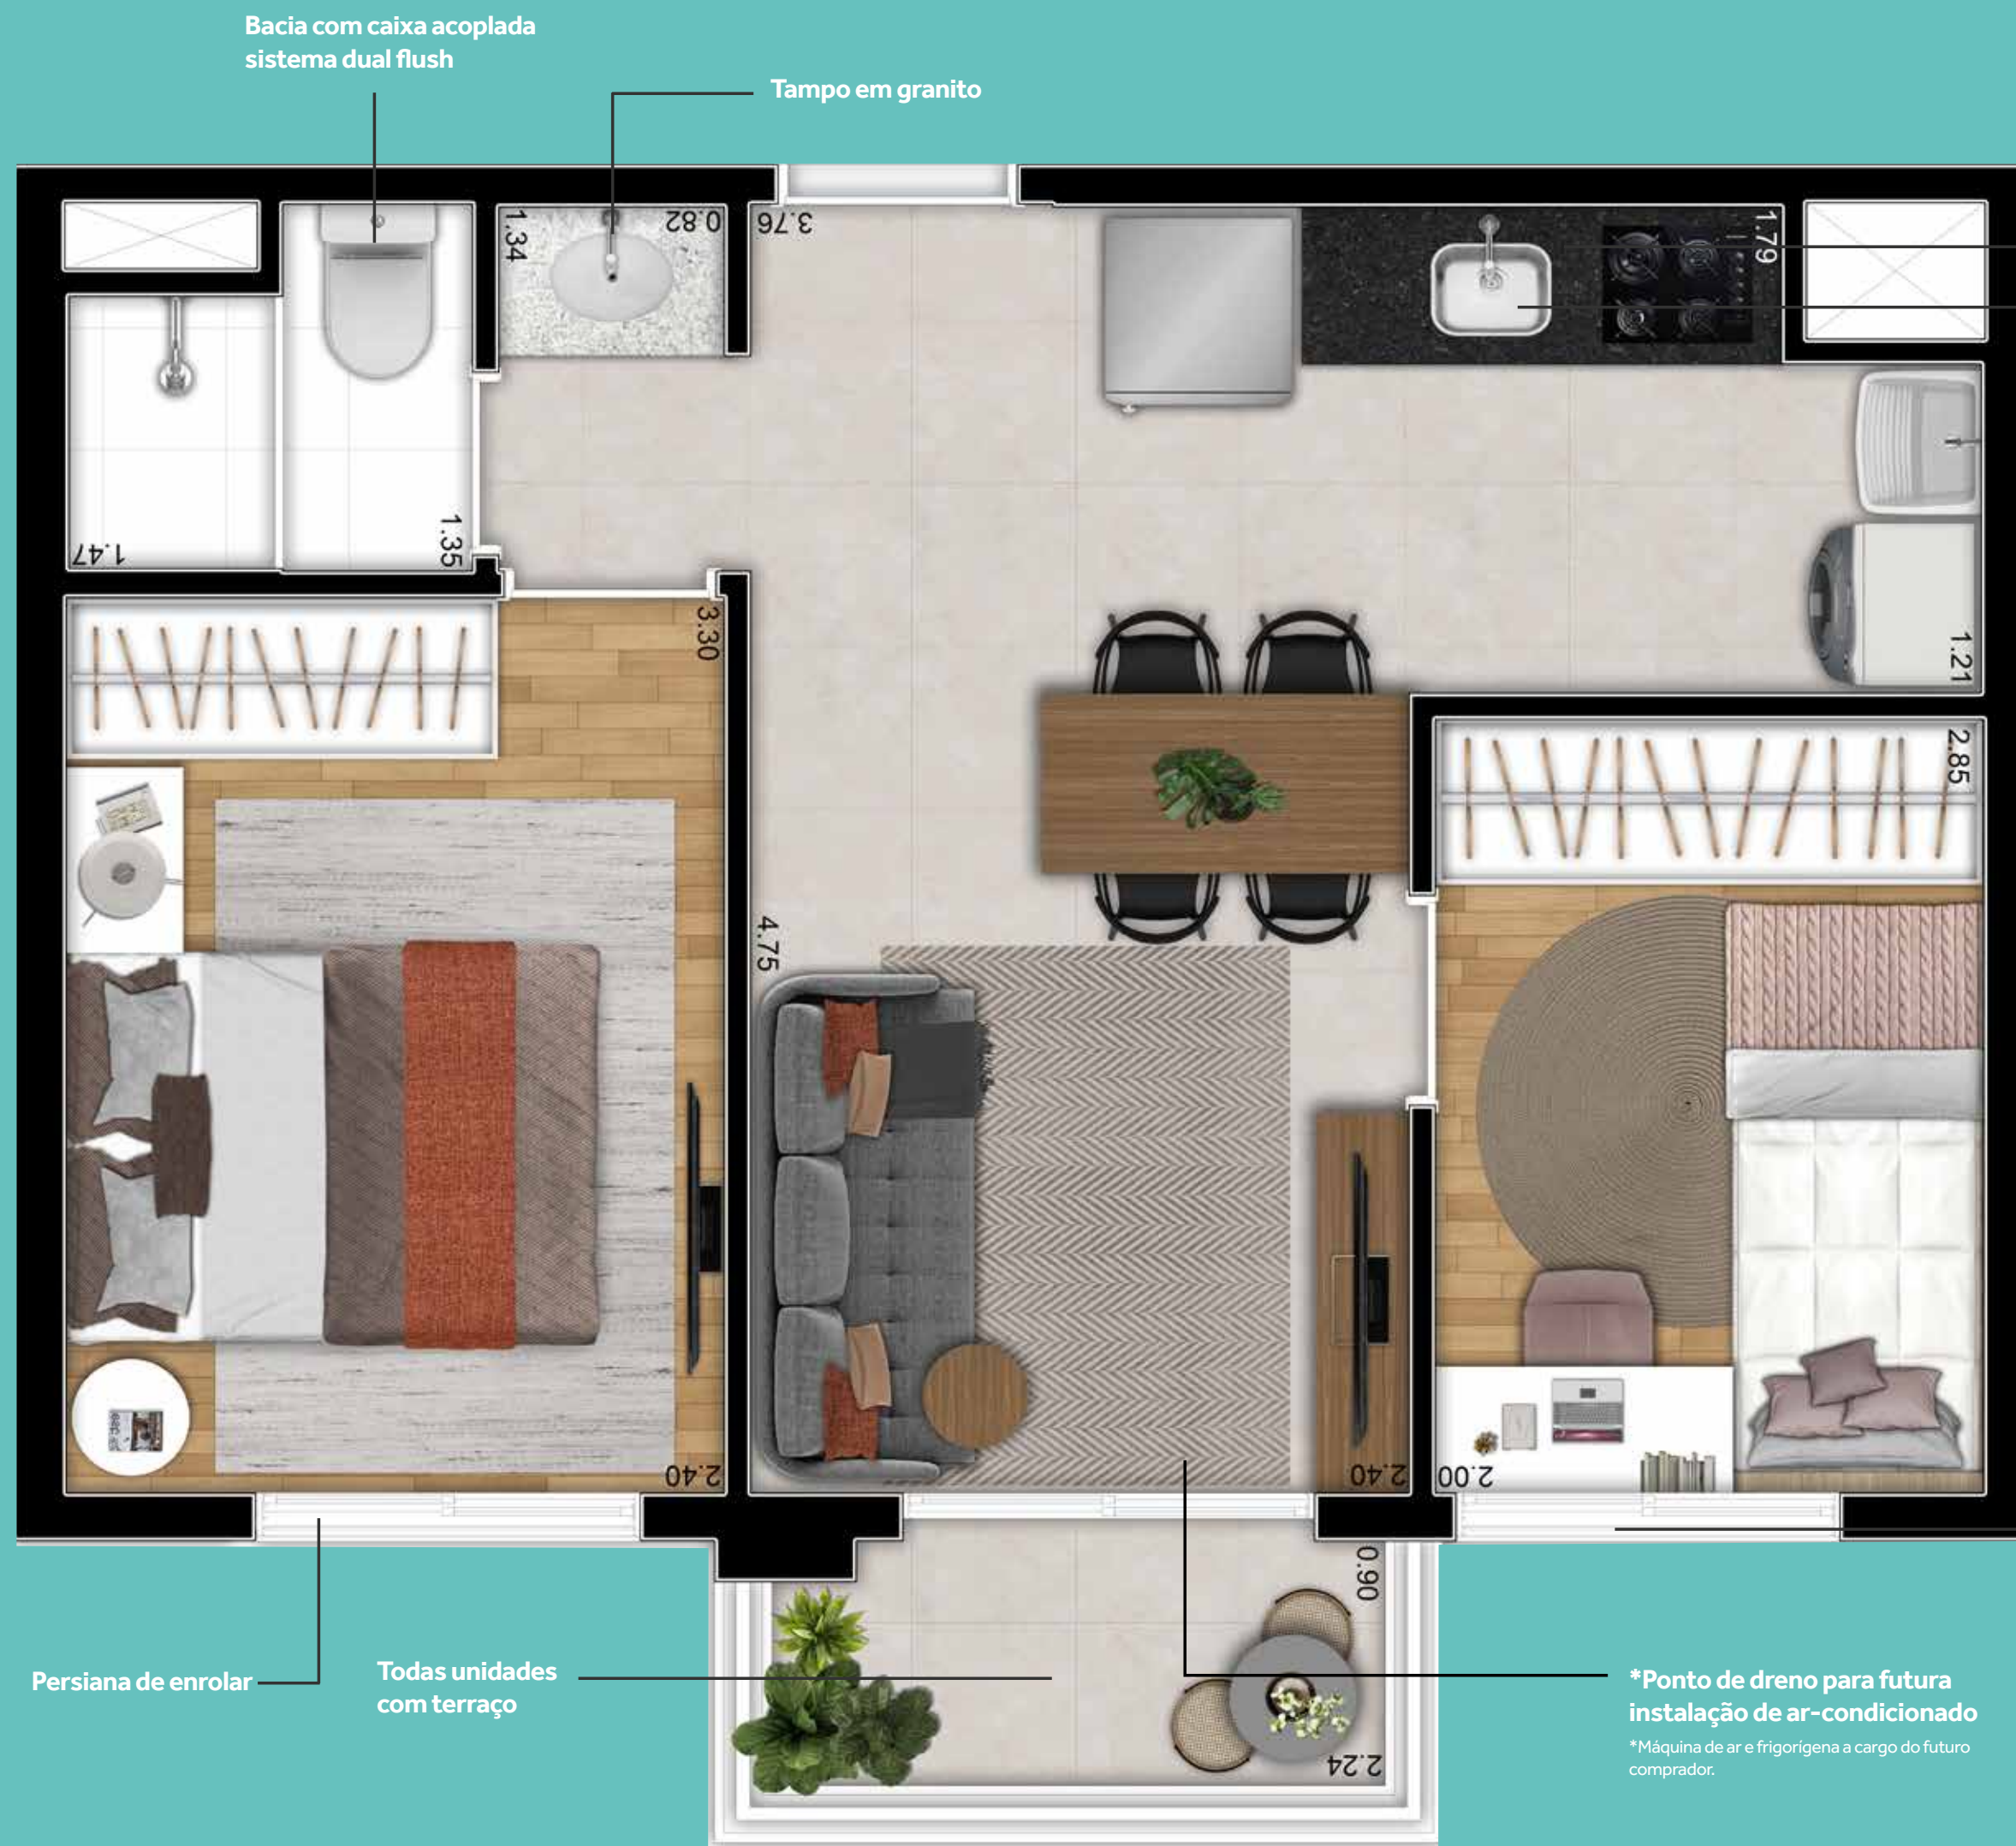 Bacia com caixa acoplada
sistema dual flush
Tampo em granito
1.34
0.82
3.76
1.79
1.47
1.35
3.30
1.21
2.85
4.75
2.40
2.40
2.00
0.90
2.24
Persiana de enrolar
Todas unidades
com terraço
*Ponto de dreno para futura
instalação de ar-condicionado
*Máquina de ar e frigorígena a cargo do futuro
comprador.